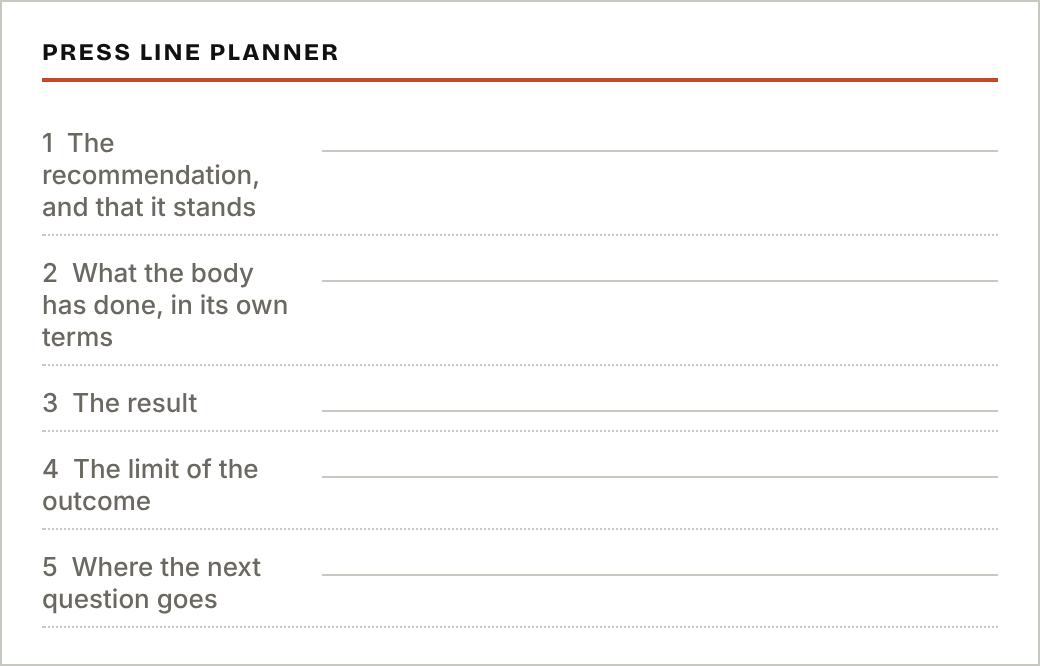 PRESS LINE PLANNER
1 The
recommendation,
and that it stands
2 What the body
has done, in its own
terms
3 The result
4 The limit of the
outcome
5 Where the next
question goes